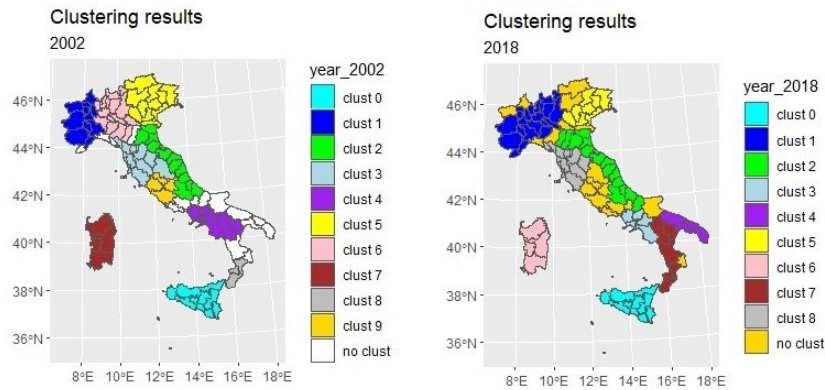 Clustering results
2002
year_2002
clust 0
clust 1
clust 2
clust 3
clust 4
clust 5
clust 6
clust 7
clust 8
clust 9
no clust
46°N
44°N
42°N
40°N
38°N
36°N
8°E 10°E 12°E 14°E 16°E 18°E
Clustering results
2018
year_2018
clust 0
clust 1
clust 2
clust 3
clust 4
clust 5
clust 6
clust 7
clust 8
no clust
46°N
44°N
42°N
40°N
38°N
36°N
8°E 10°E 12°E 14°E 16°E 18°E